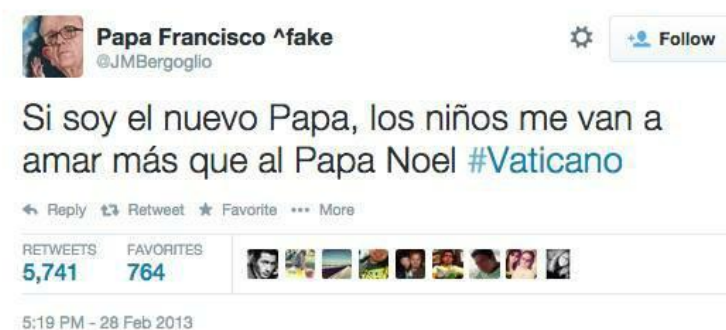 Papa Francisco ^fake
@JMBergoglio
Follow
Si soy el nuevo Papa, los niños me van a
amar más que al Papa Noel #Vaticano
Reply Retweet Favorite More
RETWEETS FAVORITES
5,741 764
5:19 PM - 28 Feb 2013